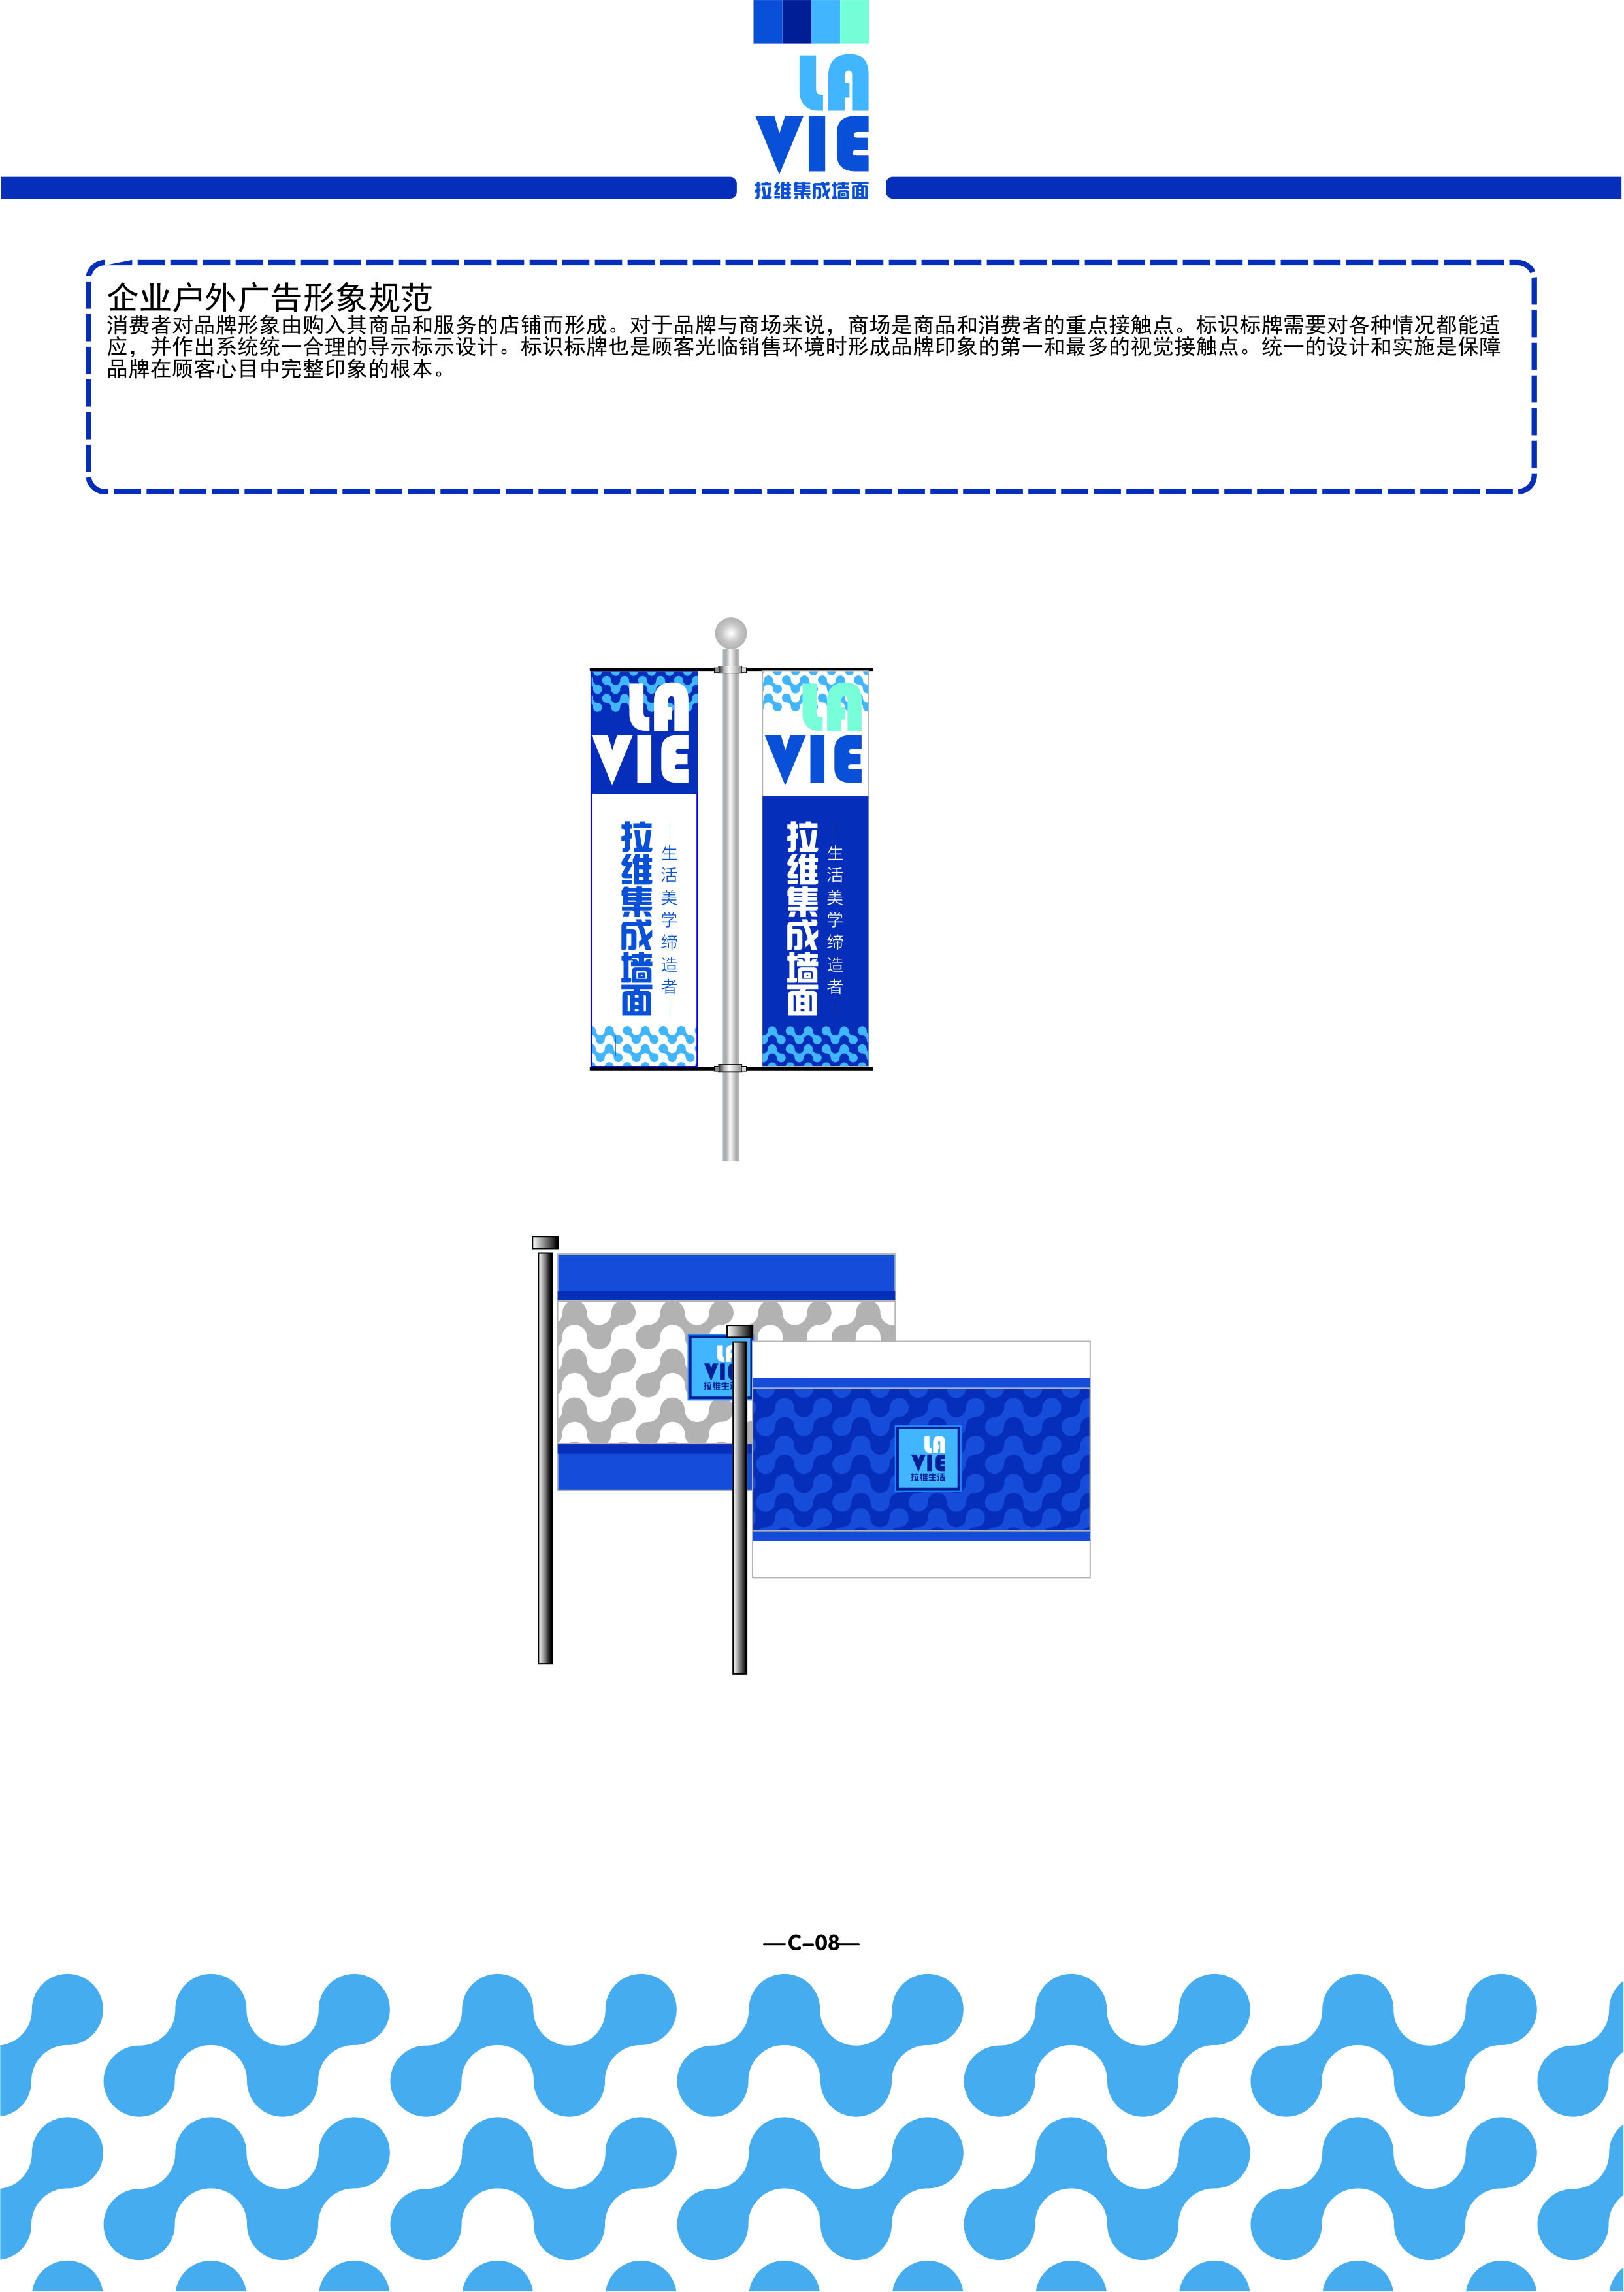 LA
VIE
拉维集成墙面
企业户外广告形象规范
消费者对品牌形象由购入其商品和服务的店铺而形成。对于品牌与商场来说，商场是商品和消费者的重点接触点。标识标牌需要对各种情况都能适
应，并作出系统统一合理的导示标示设计。标识标牌也是顾客光临销售环境时形成品牌印象的第一和最多的视觉接触点。统一的设计和实施是保障
品牌在顾客心目中完整印象的根本。
LA
VIE
拉维集成墙面
生活美学缔造者
LA
VIE
拉维集成墙面
生活美学缔造者
LA
VIE
拉维生
LA
VIE
拉维生活
—C-08—